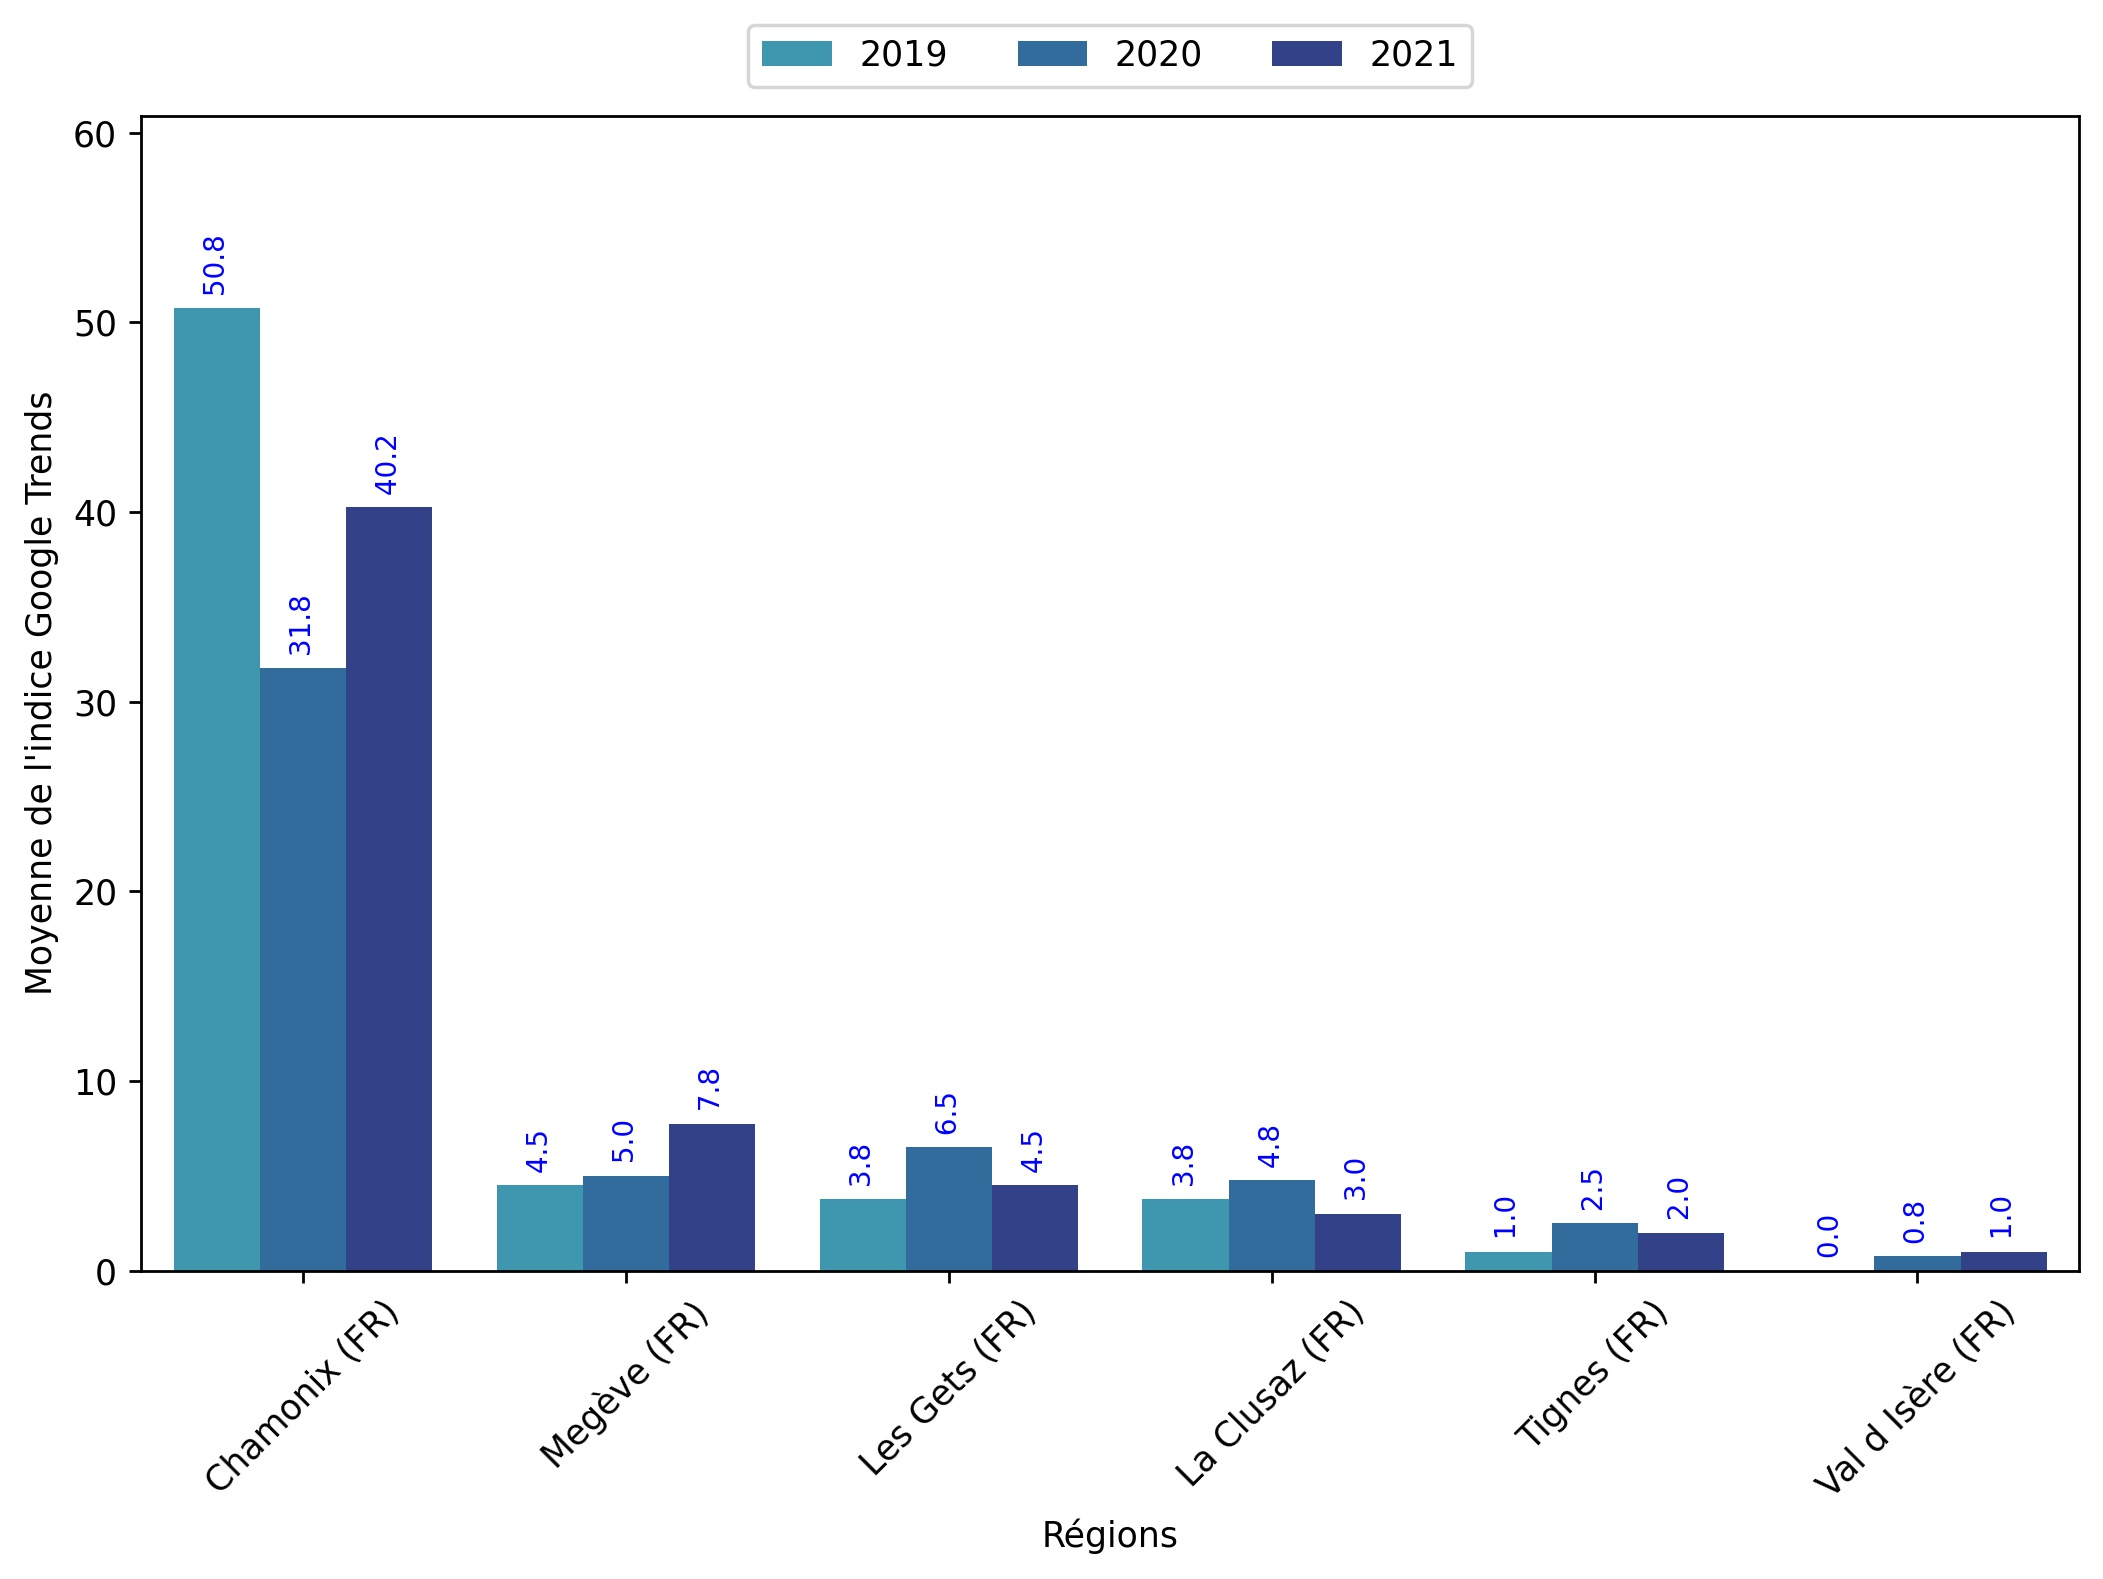 2019 2020 2021
Moyenne de l'indice Google Trends
60
50
40
30
20
10
0
50.8 31.8 40.2
4.5 5.0 7.8
3.8 6.5 4.5
3.8 4.8 3.0
1.0 2.5 2.0
0.0 0.8 1.0
Chamonix (FR)
Megève (FR)
Les Gets (FR)
La Clusaz (FR)
Tignes (FR)
Val d Isère (FR)
Régions